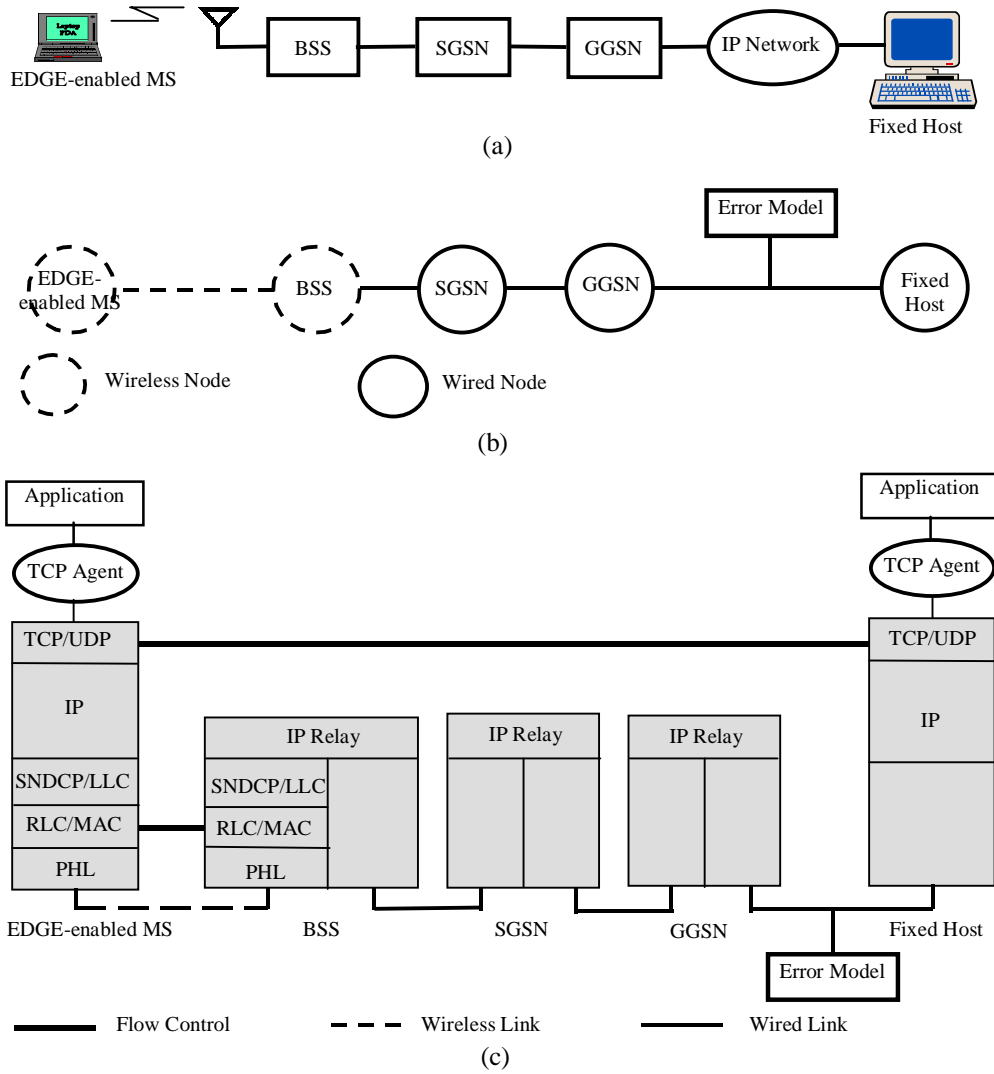 Laptop
PDA
EDGE-enabled MS
BSS
SGSN
GGSN
IP Network
Fixed Host
(a)
Error Model
EDGE-
enabled MS
BSS
SGSN
GGSN
Fixed
Host
Wireless Node
Wired Node
(b)
Application
Application
TCP Agent
TCP Agent
TCP/UDP
TCP/UDP
IP
IP
IP Relay
IP Relay
IP Relay
SNDCP/LLC
SNDCP/LLC
RLC/MAC
RLC/MAC
PHL
PHL
EDGE-enabled MS
BSS
SGSN
GGSN
Fixed Host
Error Model
Flow Control
Wireless Link
Wired Link
(c)